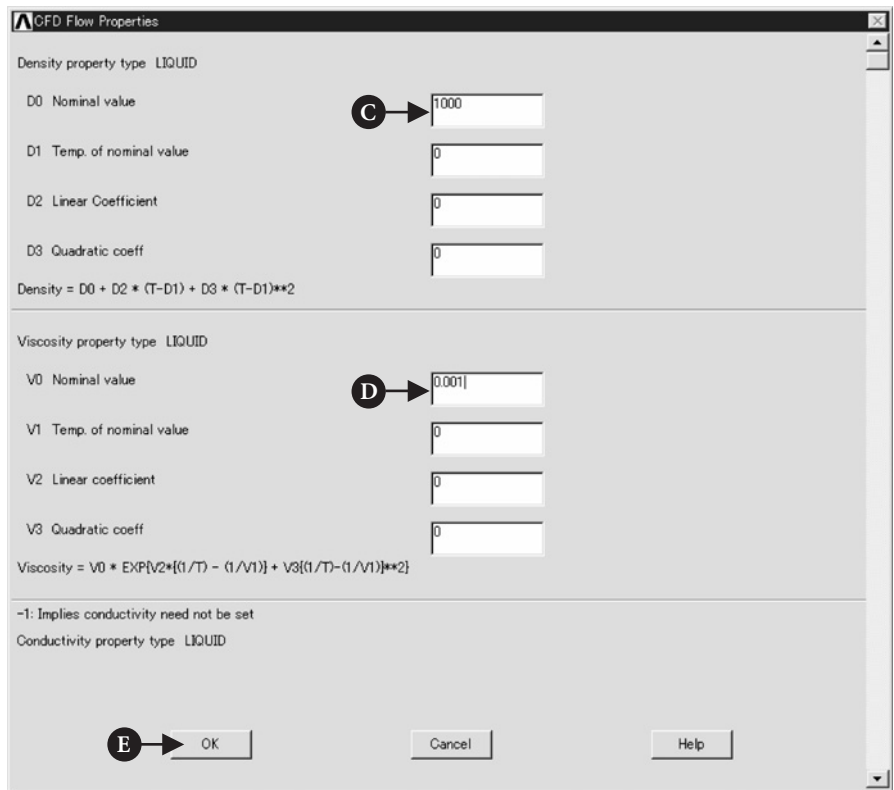 CFD Flow Properties
Density property type LIQUID
D0 Nominal value C 1000
D1 Temp. of nominal value 0
D2 Linear Coefficient 0
D3 Quadratic coeff 0
Density = D0 + D2 * (T-D1) + D3 * (T-D1)**2
Viscosity property type LIQUID
V0 Nominal value D 0.001
V1 Temp. of nominal value 0
V2 Linear coefficient 0
V3 Quadratic coeff 0
Viscosity = V0 * EXP{V2*[(1/T) - (1/V1)] + V3[(1/T)-(1/V1)]**2}
-1: Implies conductivity need not be set
Conductivity property type LIQUID
E OK Cancel Help